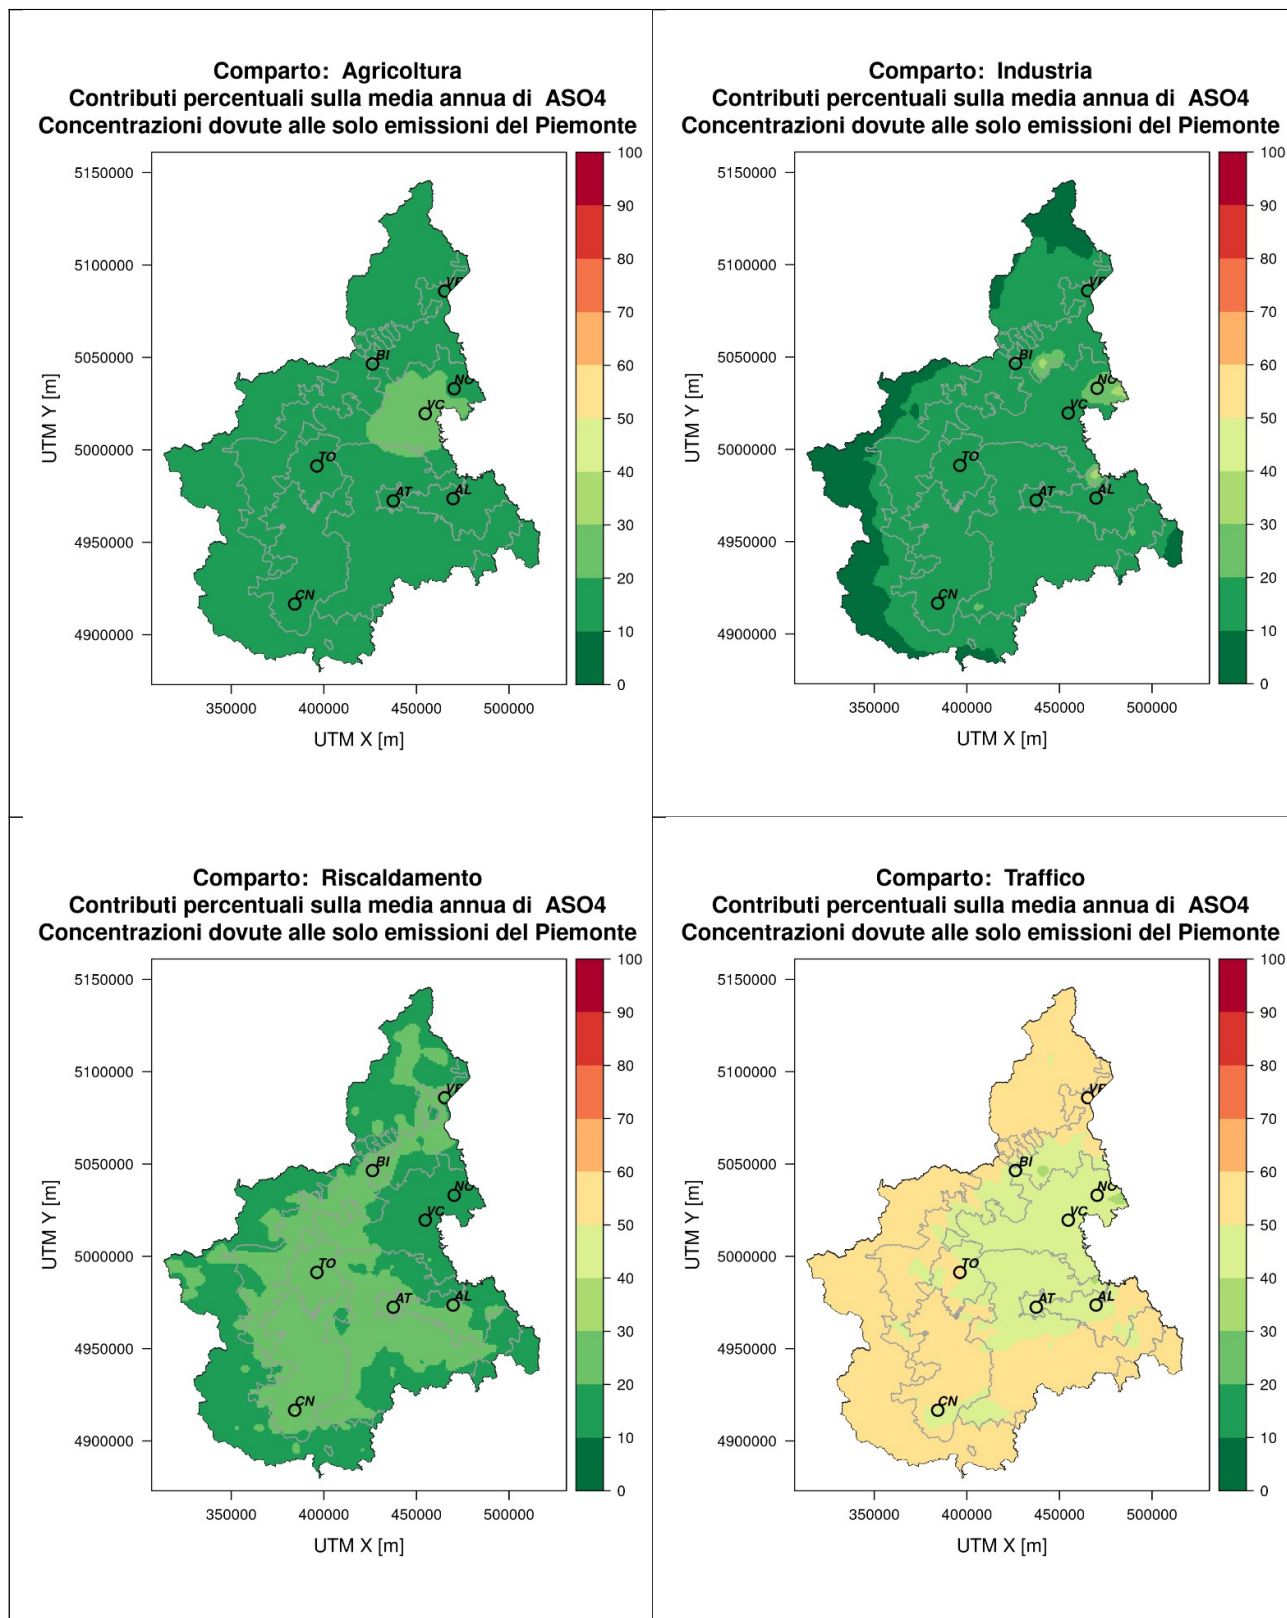 Comparto: Agricoltura
Contributi percentuali sulla media annua di ASO4
Concentrazioni dovute alle solo emissioni del Piemonte
5150000
5100000
5050000
5000000
4950000
4900000
UTM Y [m]
BI
VC
TO
AT
AL
CN
350000 400000 450000 500000
UTM X [m]
100
90
80
70
60
50
40
30
20
10
0
Comparto: Industria
Contributi percentuali sulla media annua di ASO4
Concentrazioni dovute alle solo emissioni del Piemonte
5150000
5100000
5050000
5000000
4950000
4900000
UTM Y [m]
BI
NO
VC
TO
AT
AL
CN
350000 400000 450000 500000
UTM X [m]
100
90
80
70
60
50
40
30
20
10
0
Comparto: Riscaldamento
Contributi percentuali sulla media annua di ASO4
Concentrazioni dovute alle solo emissioni del Piemonte
5150000
5100000
5050000
5000000
4950000
4900000
UTM Y [m]
BI
NO
VC
TO
AT
AL
CN
350000 400000 450000 500000
UTM X [m]
100
90
80
70
60
50
40
30
20
10
0
Comparto: Traffico
Contributi percentuali sulla media annua di ASO4
Concentrazioni dovute alle solo emissioni del Piemonte
5150000
5100000
5050000
5000000
4950000
4900000
UTM Y [m]
BI
NO
VC
TO
AT
AL
CN
350000 400000 450000 500000
UTM X [m]
100
90
80
70
60
50
40
30
20
10
0